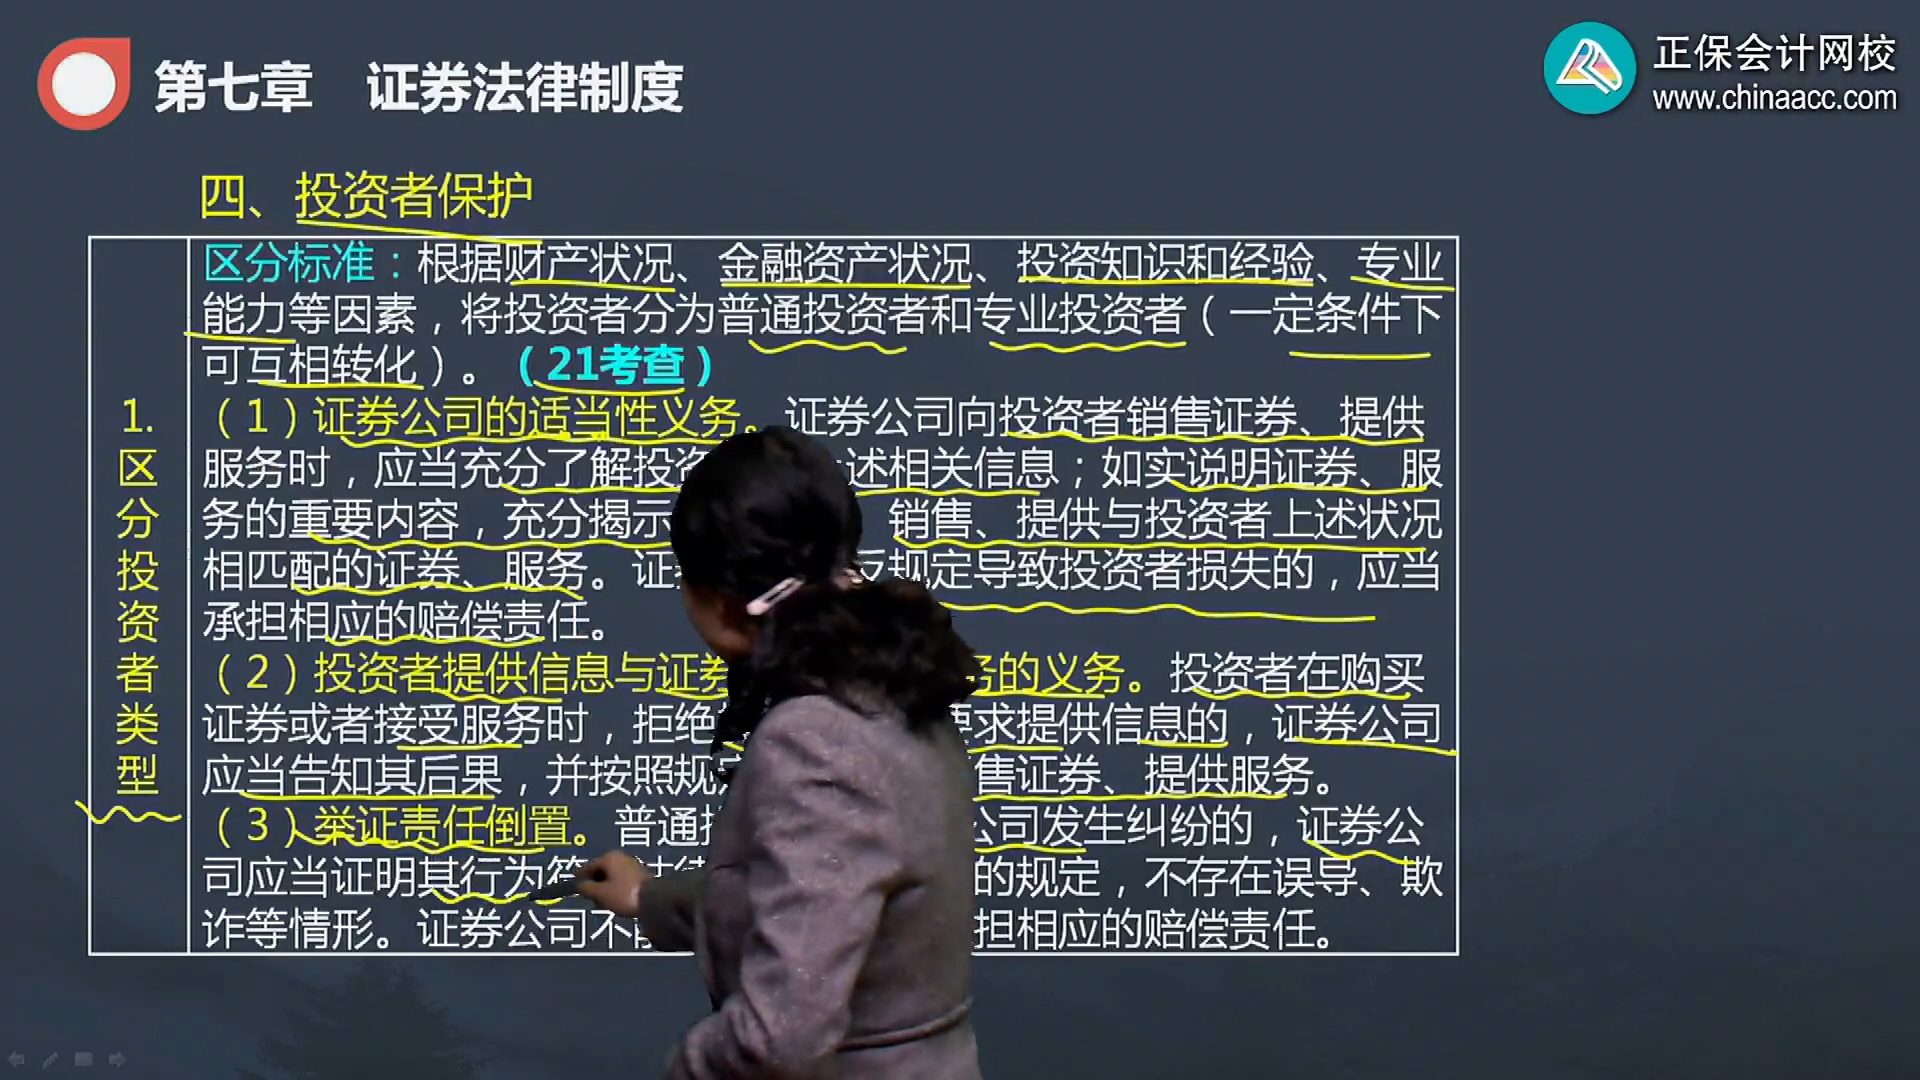 第七章 证券法律制度
正保会计网校
www.chinaacc.com
四、投资者保护
1.区分投资者类型
区分标准：根据财产状况、金融资产状况、投资知识和经验、专业
能力等因素，将投资者分为普通投资者和专业投资者（一定条件下
可互相转化）。（21考查）
（1）证券公司的适当性义务。证券公司向投资者销售证券、提供
服务时，应当充分了解投资 述相关信息；如实说明证券、服
务的重要内容，充分揭示 销售、提供与投资者上述状况
相匹配的证券、服务。证 反规定导致投资者损失的，应当
承担相应的赔偿责任。
（2）投资者提供信息与证券 务的义务。投资者在购买
证券或者接受服务时，拒绝 要求提供信息的，证券公司
应当告知其后果，并按照规 售证券、提供服务。
（3）举证责任倒置。普通 公司发生纠纷的，证券公
司应当证明其行为符 的规定，不存在误导、欺
诈等情形。证券公司不 担相应的赔偿责任。